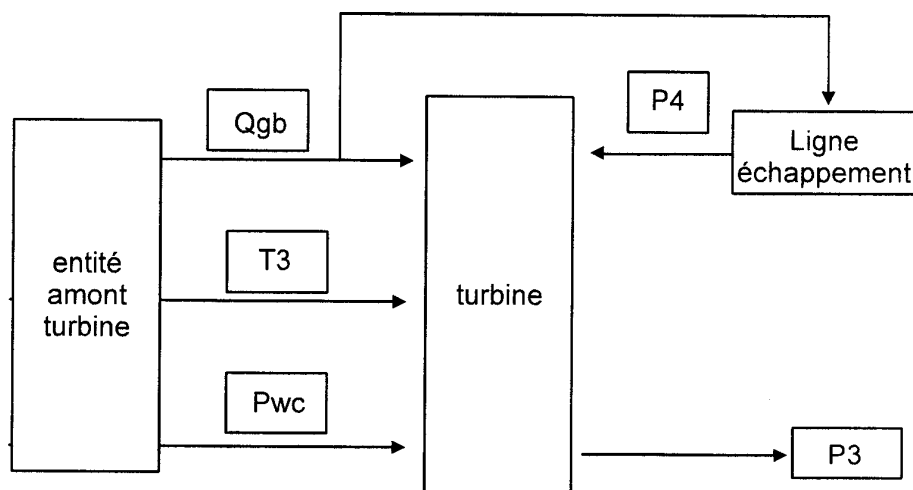 Qgb
P4
Ligne
échappement
T3
entité
amont
turbine
turbine
Pwc
P3